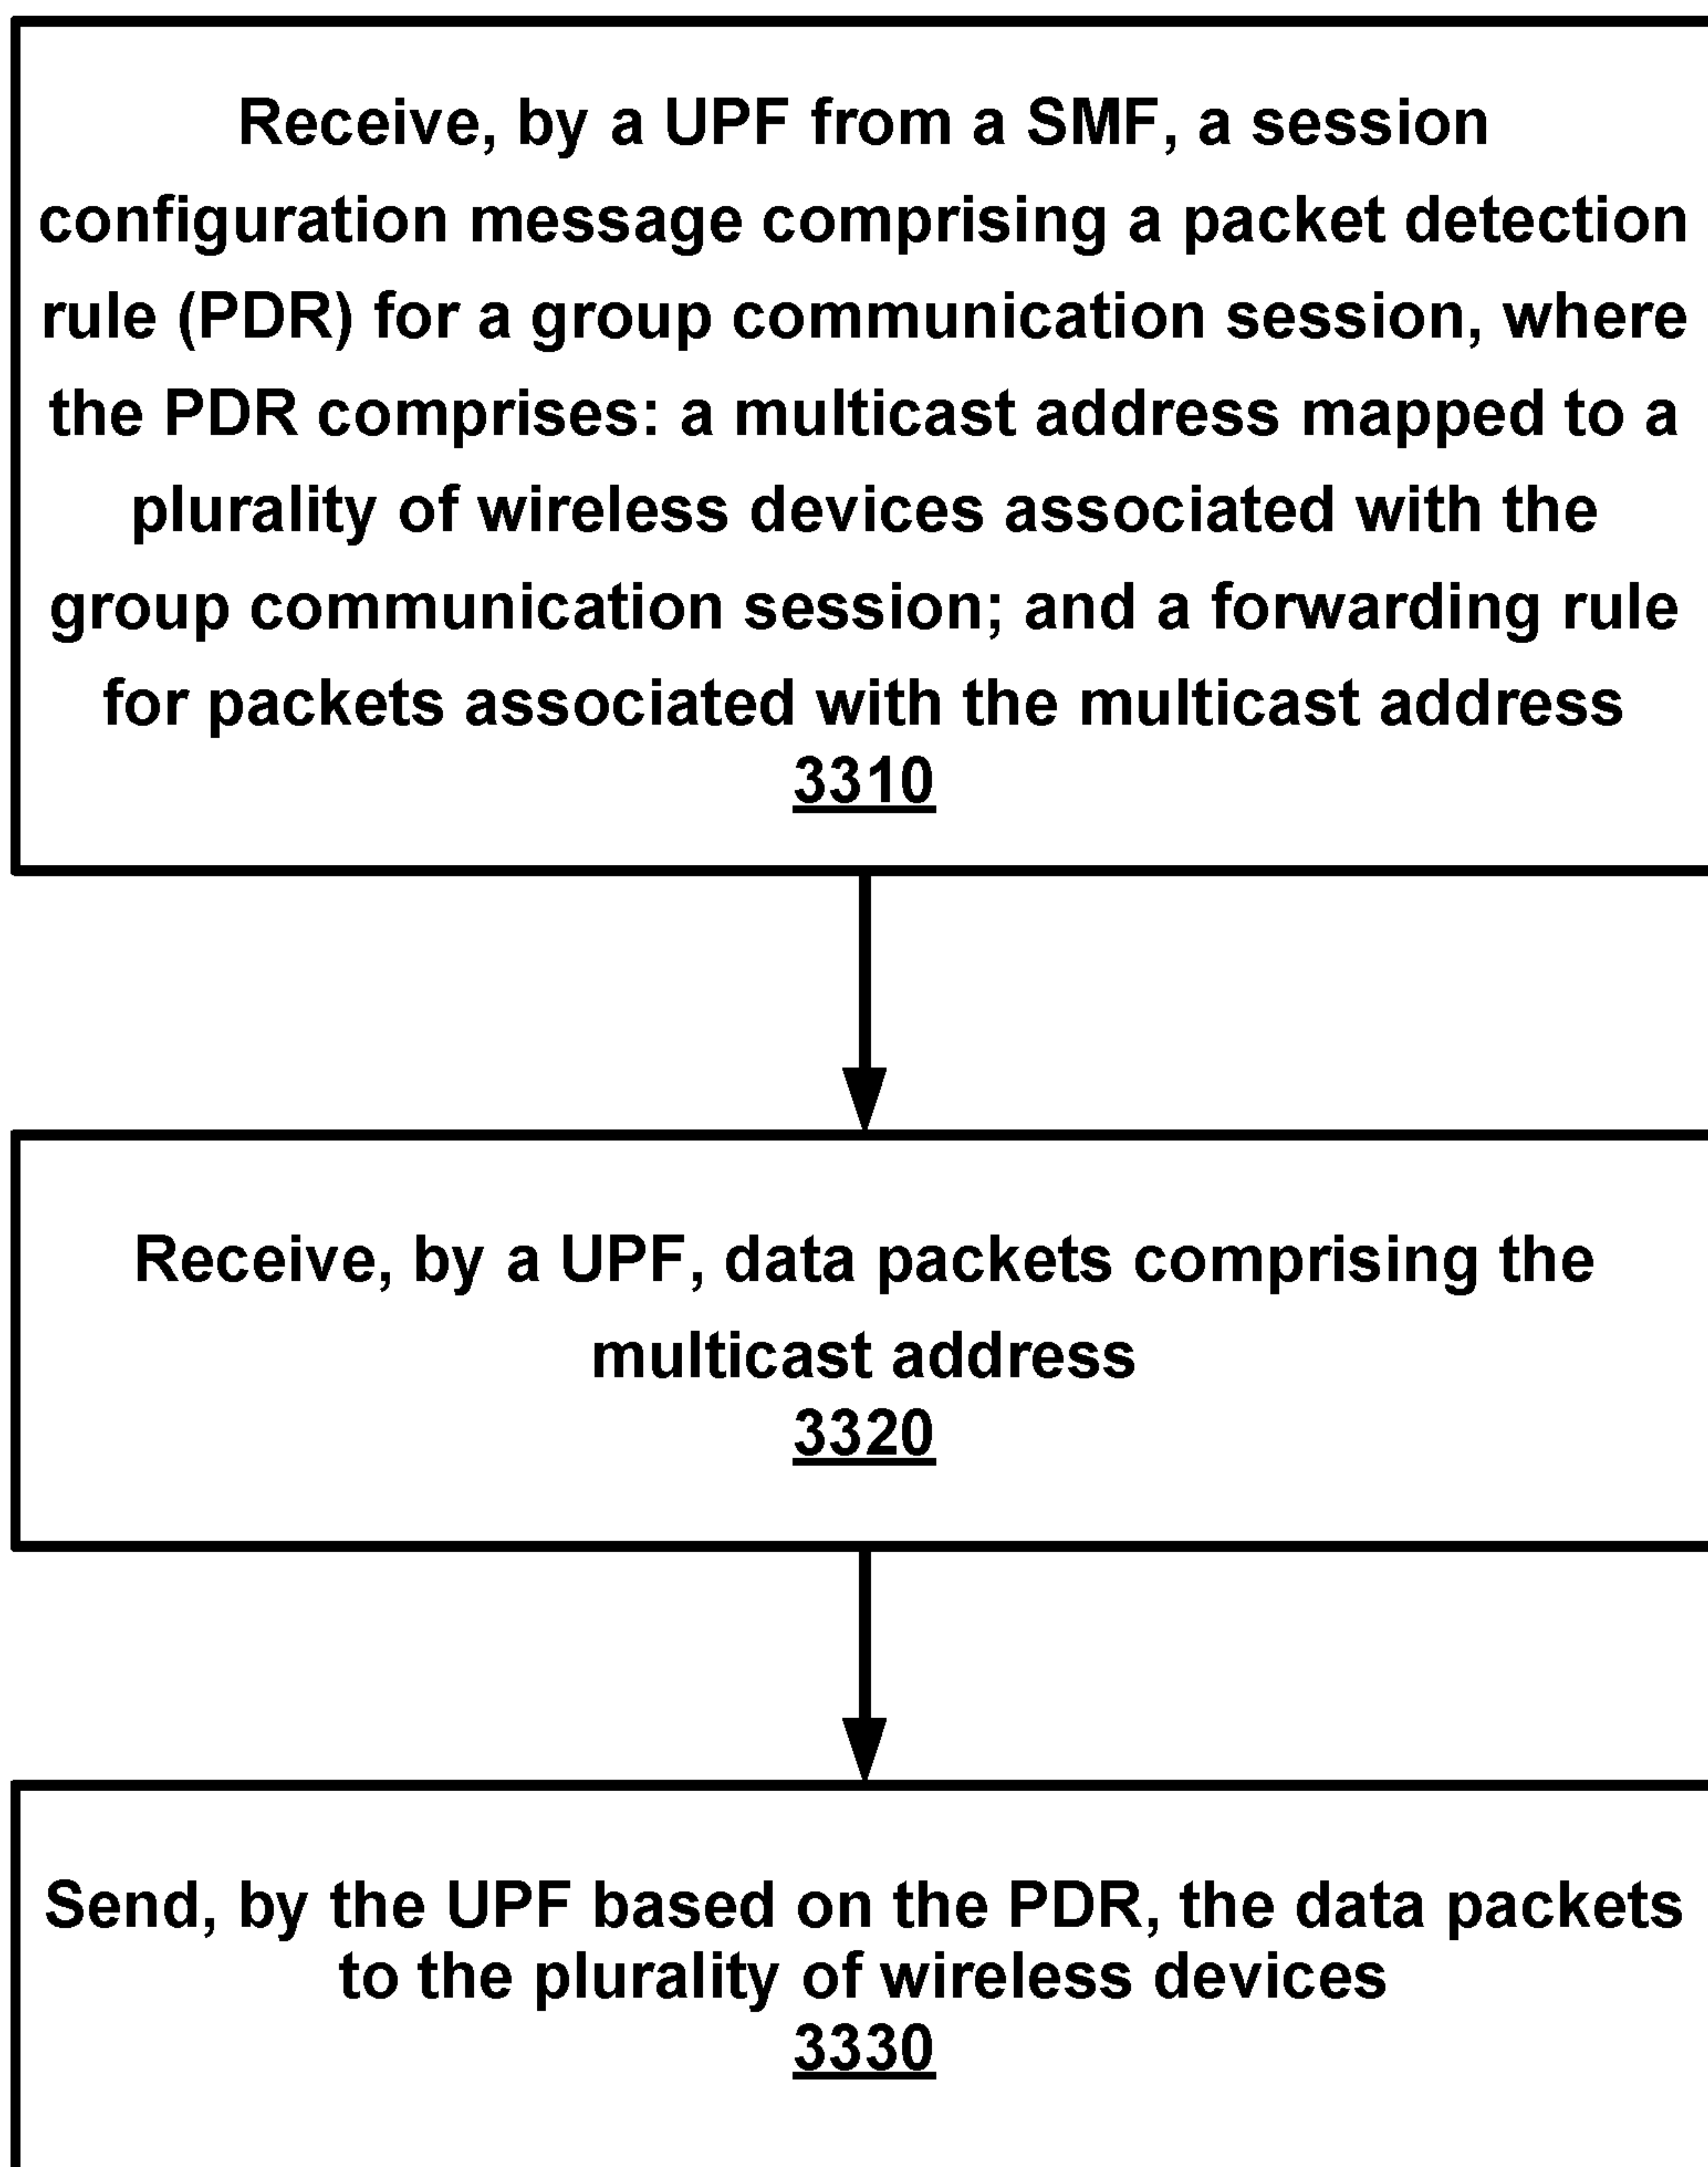 Receive, by a UPF from a SMF, a session
configuration message comprising a packet detection
rule (PDR) for a group communication session, where
the PDR comprises: a multicast address mapped to a
plurality of wireless devices associated with the
group communication session; and a forwarding rule
for packets associated with the multicast address
3310
Receive, by a UPF, data packets comprising the
multicast address
3320
Send, by the UPF based on the PDR, the data packets
to the plurality of wireless devices
3330